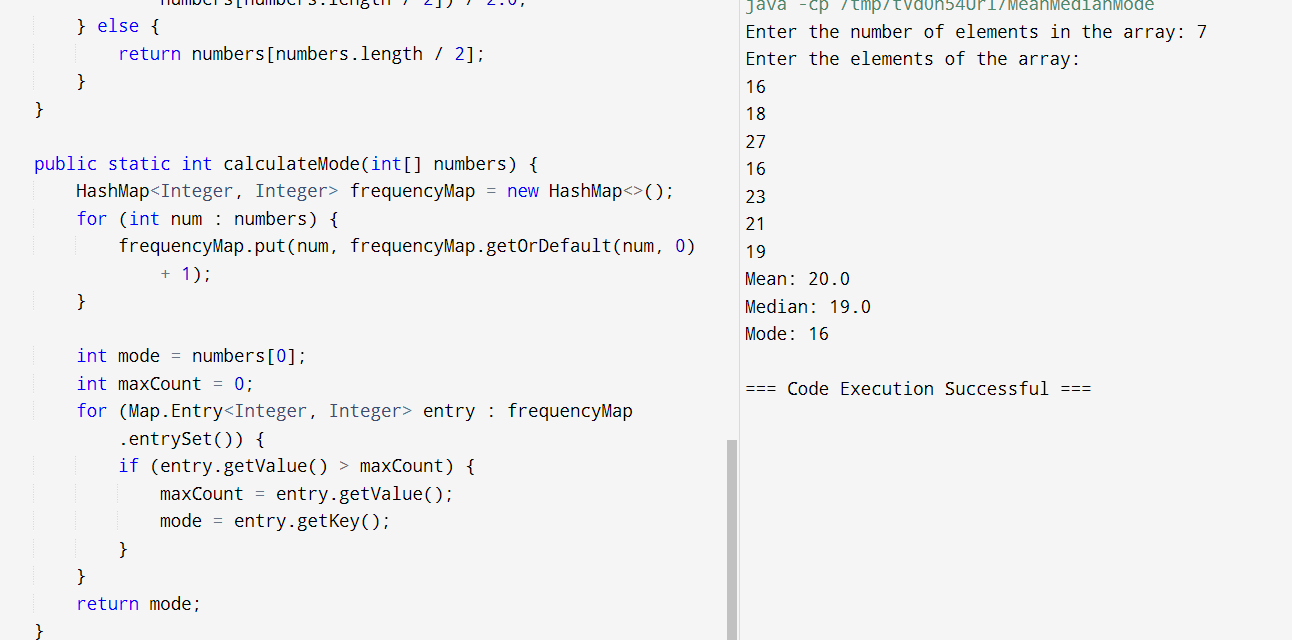 numbers[numbers.length / 2]) / 2.0;
} else {
return numbers[numbers.length / 2];
}
}
public static int calculateMode(int[] numbers) {
HashMap<Integer, Integer> frequencyMap = new HashMap<>();
for (int num : numbers) {
frequencyMap.put(num, frequencyMap.getOrDefault(num, 0)
+ 1);
}
int mode = numbers[0];
int maxCount = 0;
for (Map.Entry<Integer, Integer> entry : frequencyMap
.entrySet()) {
if (entry.getValue() > maxCount) {
maxCount = entry.getValue();
mode = entry.getKey();
}
}
return mode;
}
java -cp
Enter the number of elements in the array: 7
Enter the elements of the array:
16
18
27
16
23
21
19
Mean: 20.0
Median: 19.0
Mode: 16
=== Code Execution Successful ===